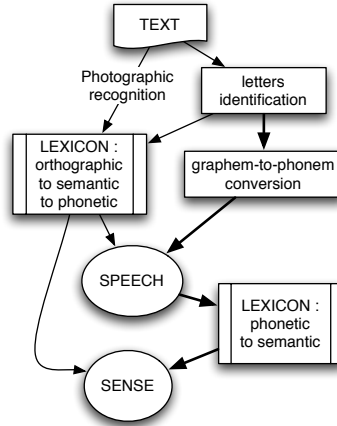 TEXT
Photographic
recognition
letters
identification
LEXICON :
orthographic
to semantic
to phonetic
graphem-to-phonem
conversion
SPEECH
LEXICON :
phonetic
to semantic
SENSE